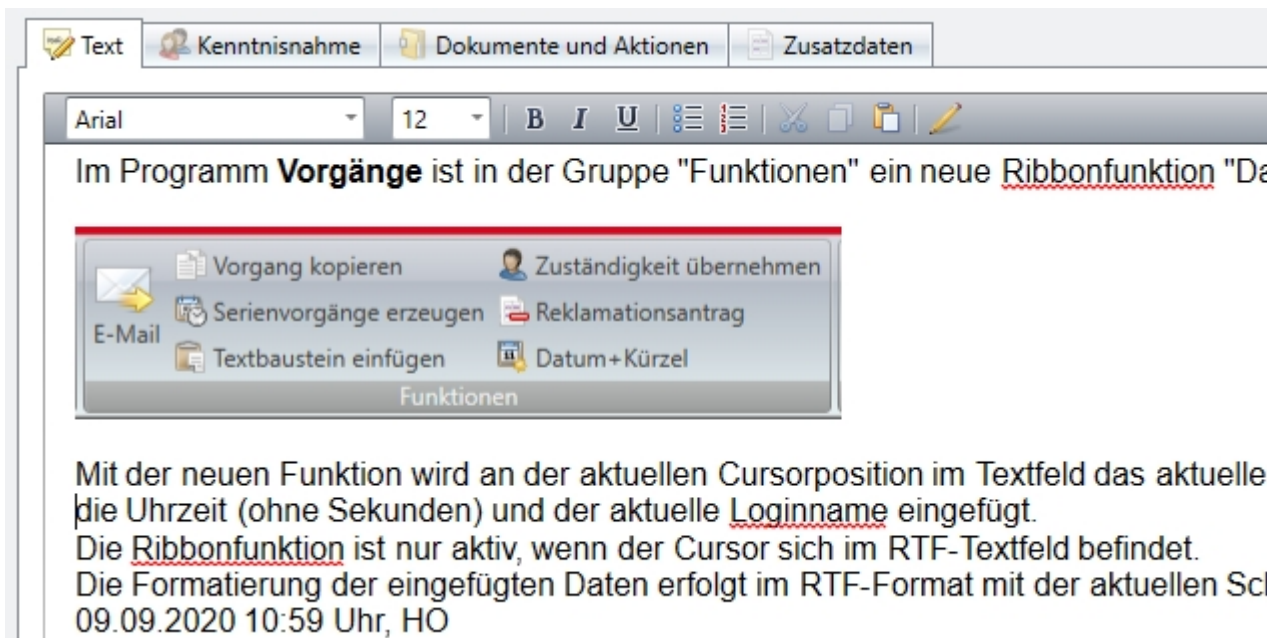 Text Kenntnisnahme Dokumente und Aktionen Zusatzdaten
Arial 12 B I U
Im Programm Vorgänge ist in der Gruppe "Funktionen" ein neue Ribbonfunktion "Da
Vorgang kopieren Zuständigkeit übernehmen
Serienvorgänge erzeugen Reklamationsantrag
E-Mail
Textbaustein einfügen Datum+Kürzel
Funktionen
Mit der neuen Funktion wird an der aktuellen Cursorposition im Textfeld das aktuelle
die Uhrzeit (ohne Sekunden) und der aktuelle Loginname eingefügt.
Die Ribbonfunktion ist nur aktiv, wenn der Cursor sich im RTF-Textfeld befindet.
Die Formatierung der eingefügten Daten erfolgt im RTF-Format mit der aktuellen Sch
09.09.2020 10:59 Uhr, HO